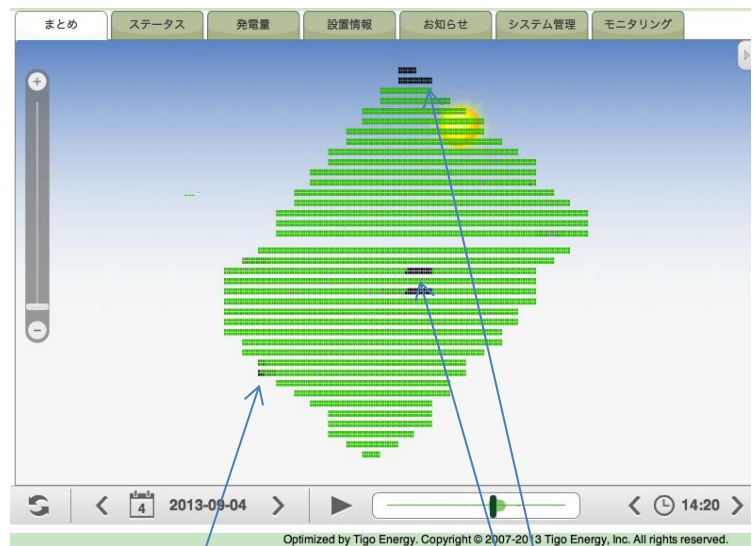 まとめ ステータス 発電量 設置情報 お知らせ システム管理 モニタリング
4 2013-09-04 14:20
Optimized by Tigo Energy. Copyright © 2007-2013 Tigo Energy, Inc. All rights reserved.